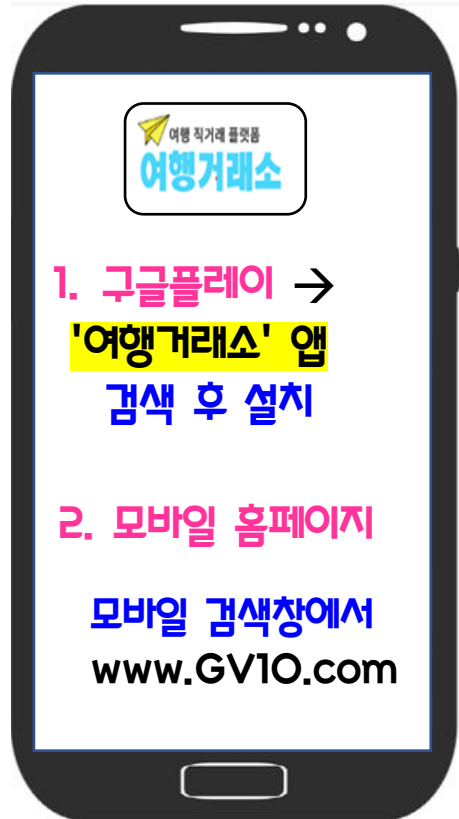 여행 직거래 플랫폼
여행거래소
1. 구글플레이 →
'여행거래소' 앱
검색 후 설치
2. 모바일 홈페이지
모바일 검색창에서
www.GV10.com